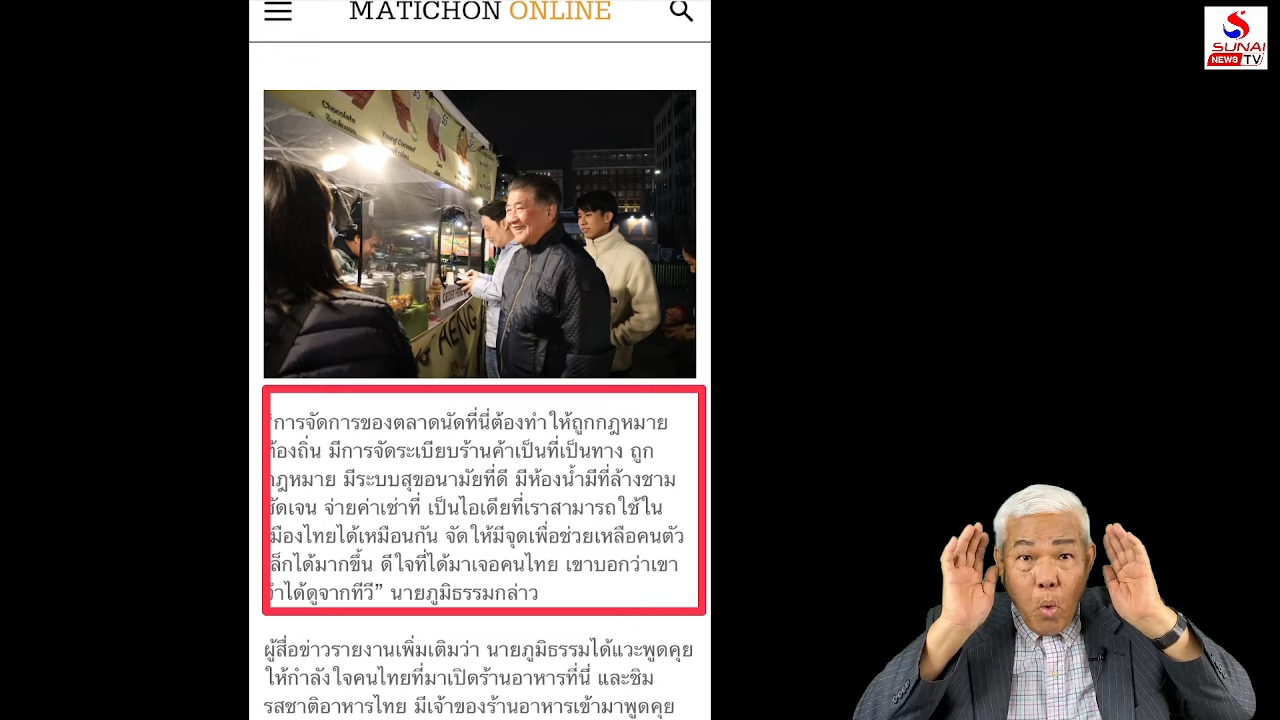 MATICHON ONLINE
SUNAI
NEWS TV
Chocolate
Young Coconut
$5
AENG
"การจัดการของตลาดนัดที่นี่ต้องทำให้ถูกกฎหมาย
ท้องถิ่น มีการจัดระเบียบร้านค้าเป็นที่เป็นทาง ถูก
กฎหมาย มีระบบสุขอนามัยที่ดี มีห้องน้ำมีที่ล้างชาม
ชัดเจน จ่ายค่าเช่าที่ เป็นไอเดียที่เราสามารถใช้ใน
เมืองไทยได้เหมือนกัน จัดให้มีจุดเพื่อช่วยเหลือคนตัว
เล็กได้มากขึ้น ดีใจที่ได้มาเจอคนไทย เขาบอกว่าเขา
จำได้ดูจากทีวี” นายภูมิธรรมกล่าว
ผู้สื่อข่าวรายงานเพิ่มเติมว่า นายภูมิธรรมได้แวะพูดคุย
ให้กำลังใจคนไทยที่มาเปิดร้านอาหารที่นี่ และชิม
รสชาติอาหารไทย มีเจ้าของร้านอาหารเข้ามาพูดคุย